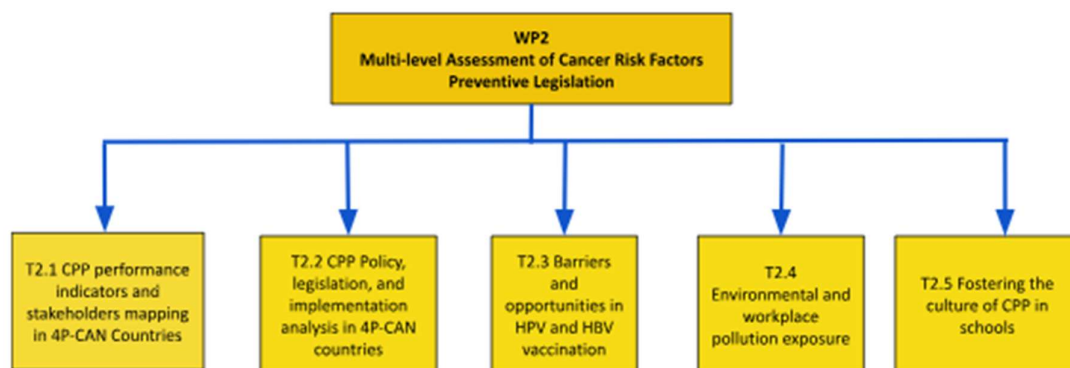 WP2
Multi-level Assessment of Cancer Risk Factors
Preventive Legislation
T2.1 CPP performance
indicators and
stakeholders mapping
in 4P-CAN Countries
T2.2 CPP Policy,
legislation, and
implementation
analysis in 4P-CAN
countries
T2.3 Barriers
and
opportunities in
HPV and HBV
vaccination
T2.4
Environmental and
workplace
pollution exposure
T2.5 Fostering the
culture of CPP in
schools